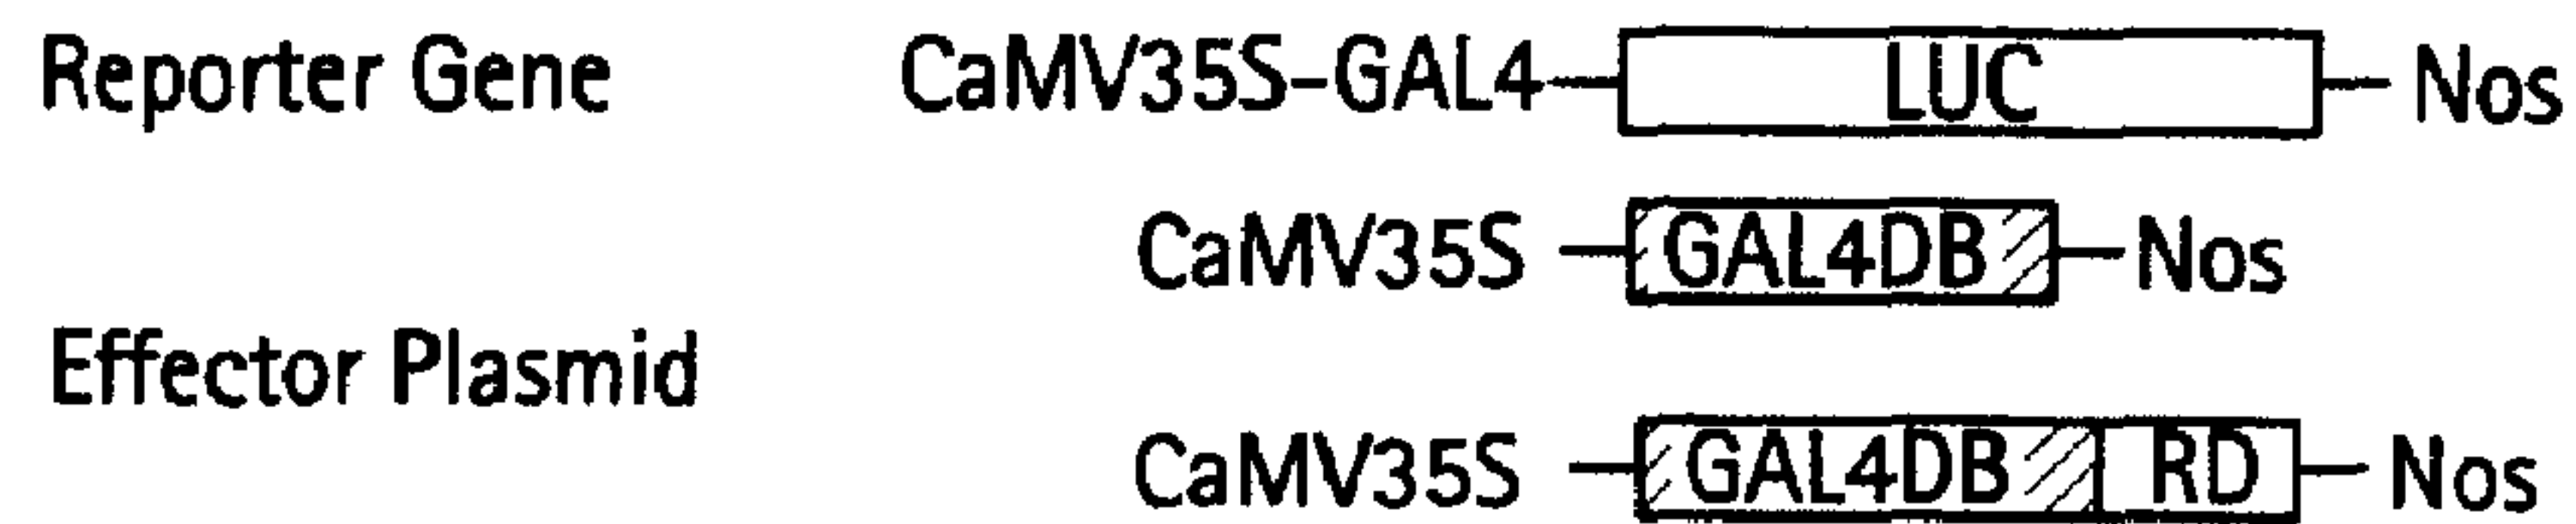 Reporter Gene CaMV35S-GAL4 LUC Nos
CaMV35S GAL4DB Nos
Effector Plasmid
CaMV35S GAL4DB RD Nos